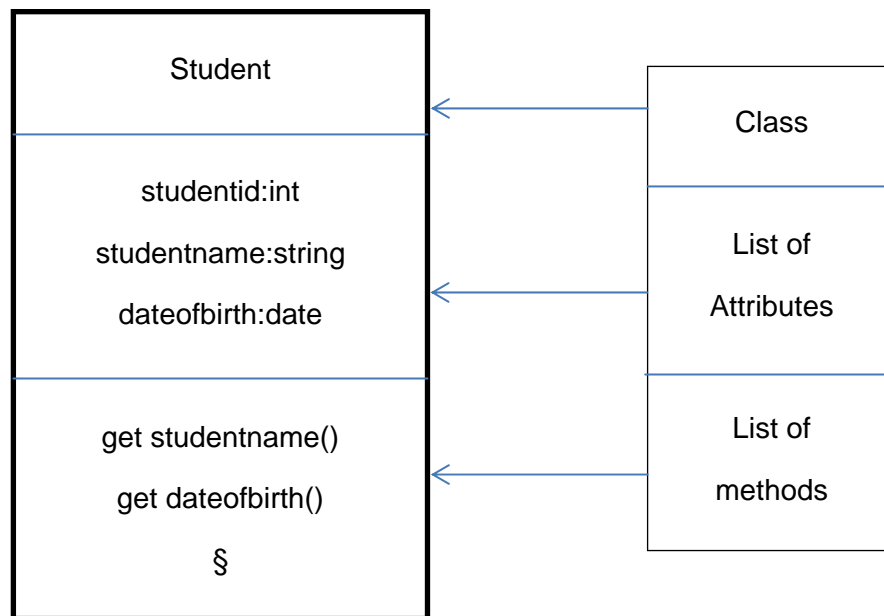 Student
studentid:int
studentname:string
dateofbirth:date
get studentname()
get dateofbirth()
§
Class
List of
Attributes
List of
methods